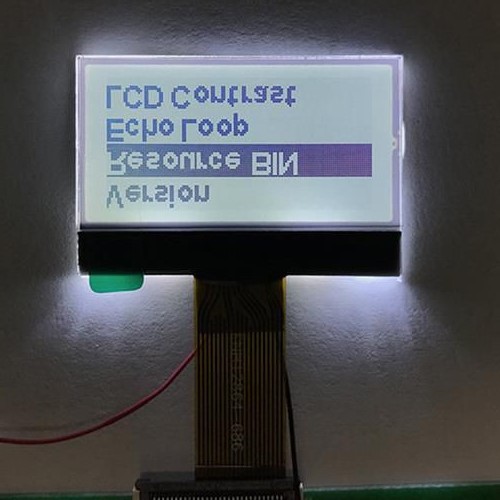 LCD Contrast
Echo Loop
Resource BIN
Version